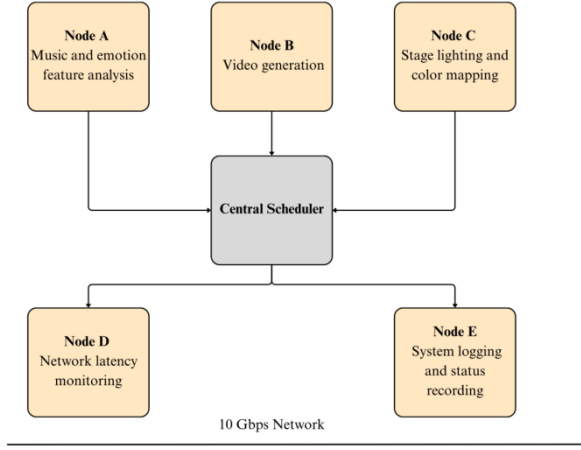 Node A
Music and emotion
feature analysis
Node B
Video generation
Node C
Stage lighting and
color mapping
Central Scheduler
Node D
Network latency
monitoring
Node E
System logging
and status
recording
10 Gbps Network